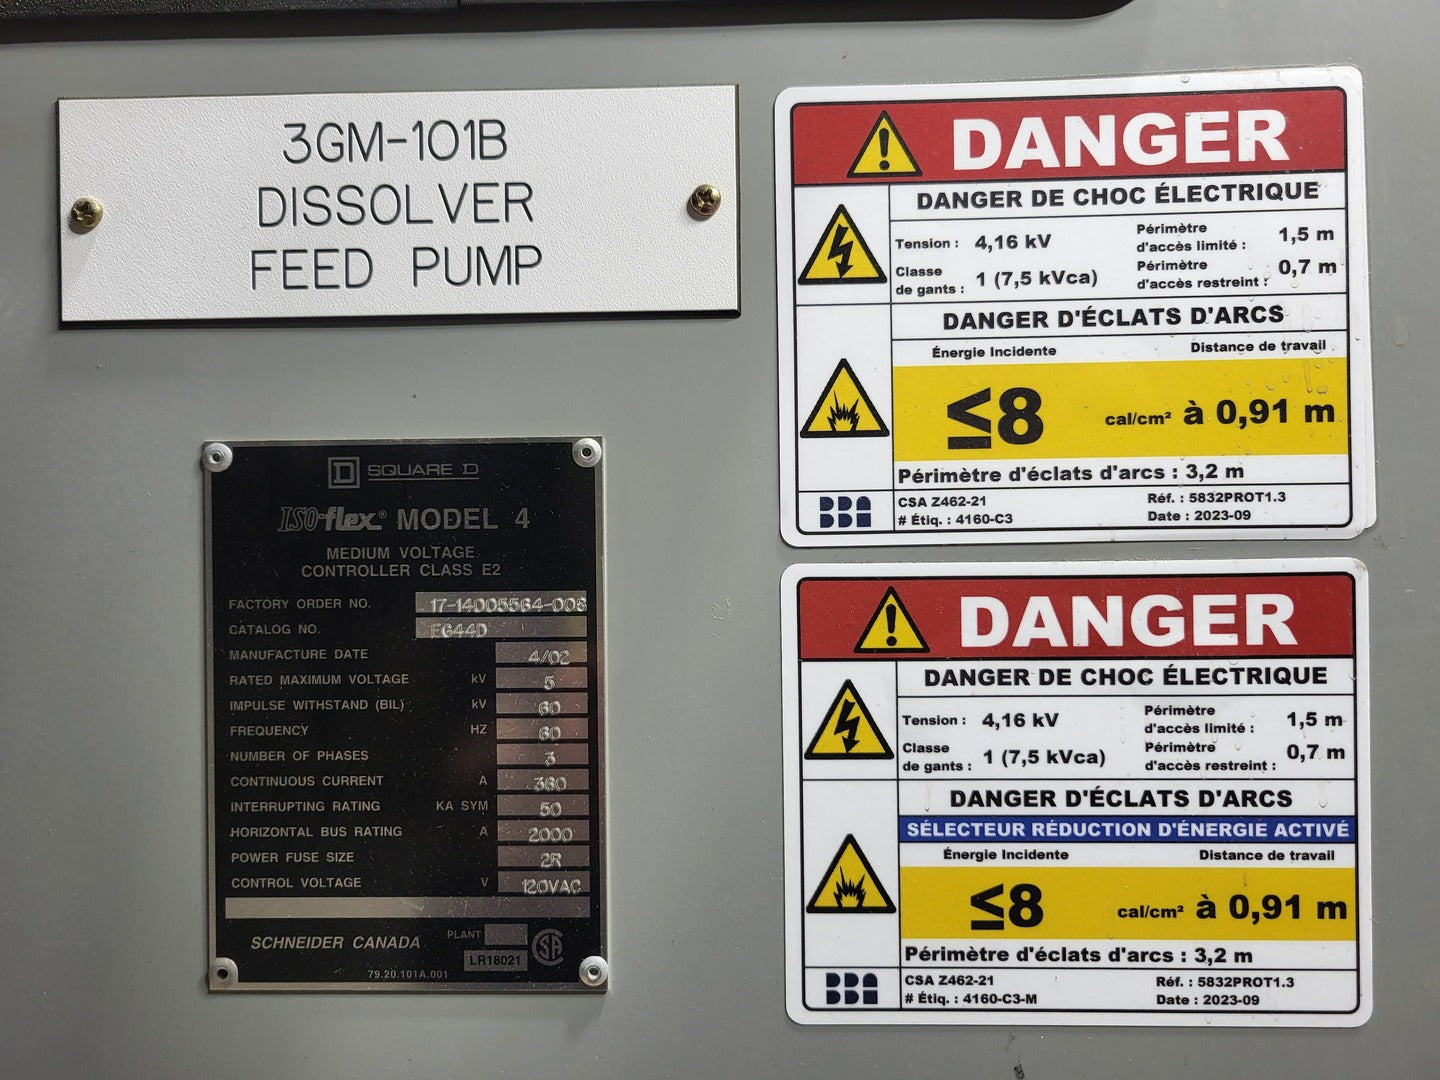 3GM-101B
DISSOLVER
FEED PUMP
D SQUARE D
ISO-flex® MODEL 4
MEDIUM VOLTAGE
CONTROLLER CLASS E2
FACTORY ORDER NO. 17-14005564-008
CATALOG NO. FG44D
MANUFACTURE DATE 4/02
RATED MAXIMUM VOLTAGE kV 5
IMPULSE WITHSTAND (BIL) kV 60
FREQUENCY HZ 60
NUMBER OF PHASES 3
CONTINUOUS CURRENT A 360
INTERRUPTING RATING KA SYM 50
HORIZONTAL BUS RATING A 2000
POWER FUSE SIZE 2R
CONTROL VOLTAGE V 120VAC
SCHNEIDER CANADA PLANT
LR18021
79.20.101A.001
DANGER
DANGER DE CHOC ÉLECTRIQUE
Tension : 4,16 kV Périmètre d'accès limité : 1,5 m
Classe de gants : 1 (7,5 kVca) Périmètre d'accès restreint : 0,7 m
DANGER D'ÉCLATS D'ARCS
Énergie Incidente Distance de travail
≤8 cal/cm² à 0,91 m
Périmètre d'éclats d'arcs : 3,2 m
BBA CSA Z462-21 Réf. : 5832PROT1.3
# Étiq. : 4160-C3 Date : 2023-09
DANGER
DANGER DE CHOC ÉLECTRIQUE
Tension : 4,16 kV Périmètre d'accès limité : 1,5 m
Classe de gants : 1 (7,5 kVca) Périmètre d'accès restreint : 0,7 m
DANGER D'ÉCLATS D'ARCS
SÉLECTEUR RÉDUCTION D'ÉNERGIE ACTIVÉ
Énergie Incidente Distance de travail
≤8 cal/cm² à 0,91 m
Périmètre d'éclats d'arcs : 3,2 m
BBA CSA Z462-21 Réf. : 5832PROT1.3
# Étiq. : 4160-C3-M Date : 2023-09